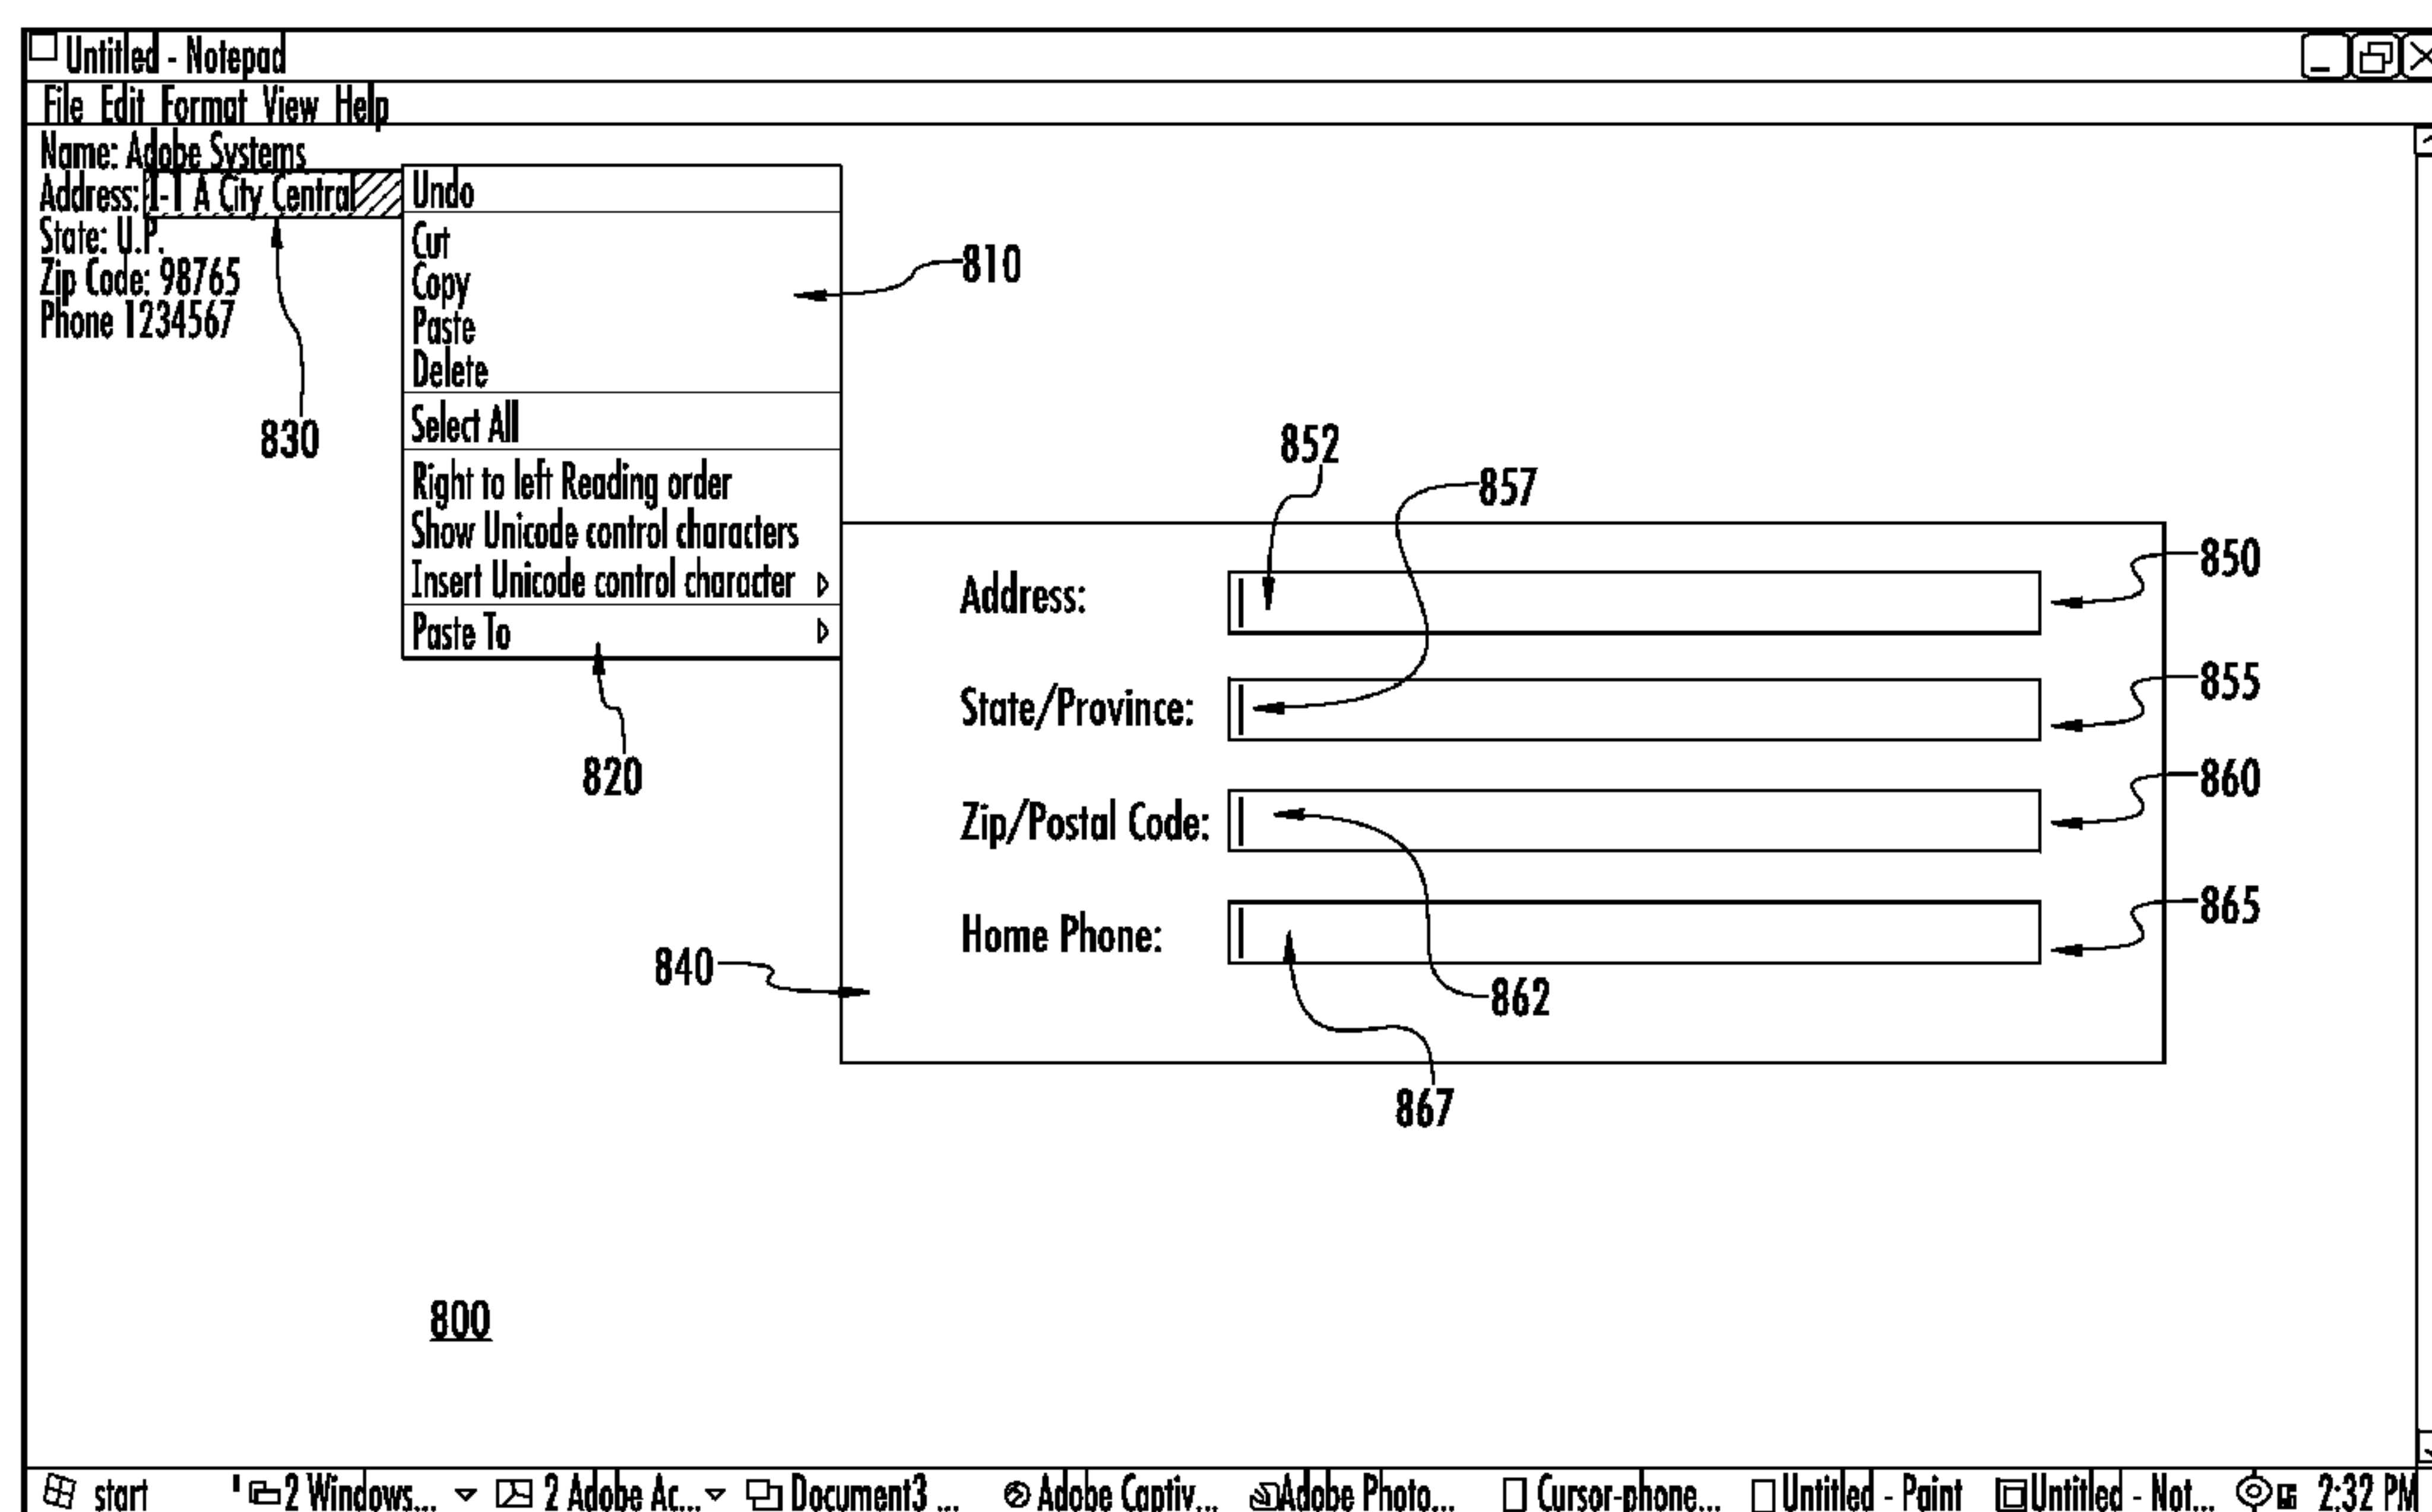 Untitled - Notepad
File Edit Format View Help
Name: Adobe Systems
Address: I-1 A City Central
State: U.P.
Zip Code: 98765
Phone 1234567
Undo
Cut
Copy
Paste
Delete
Select All
Right to left Reading order
Show Unicode control characters
Insert Unicode control character
Paste To
810
830
820
852
857
Address:
850
State/Province:
855
Zip/Postal Code:
860
Home Phone:
865
840
862
867
800
start 2 Windows... 2 Adobe Ac... Document3 ... Adobe Captiv... Adobe Photo... Cursor-phone... Untitled - Paint Untitled - Not... 2:32 PM